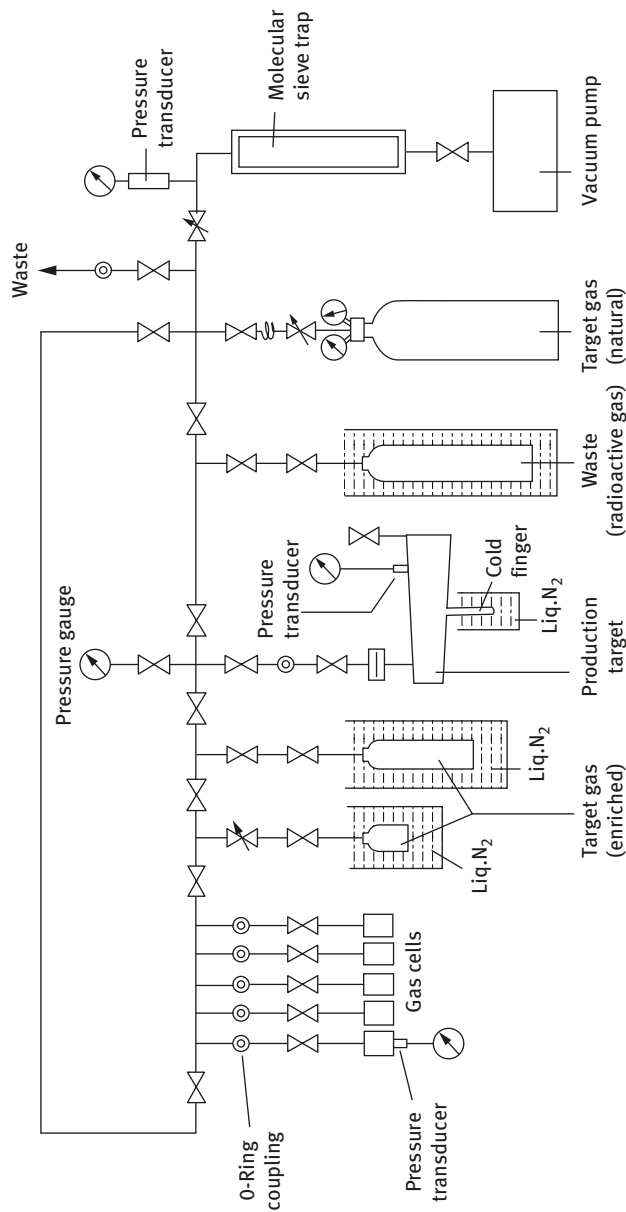 Waste
Pressure
transducer
Molecular
sieve trap
Vacuum pump
Pressure gauge
Pressure
transducer
Cold
finger
Liq.N2
Production
target
Waste
(radioactive gas)
Target gas
(natural)
Liq.N2
Liq.N2
Target gas
(enriched)
Gas cells
O-Ring
coupling
Pressure
transducer